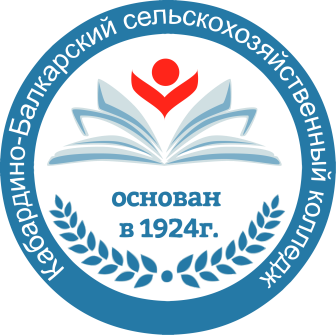 Кабардино-Балкарский сельскохозяйственный колледж
основан
в 1924г.